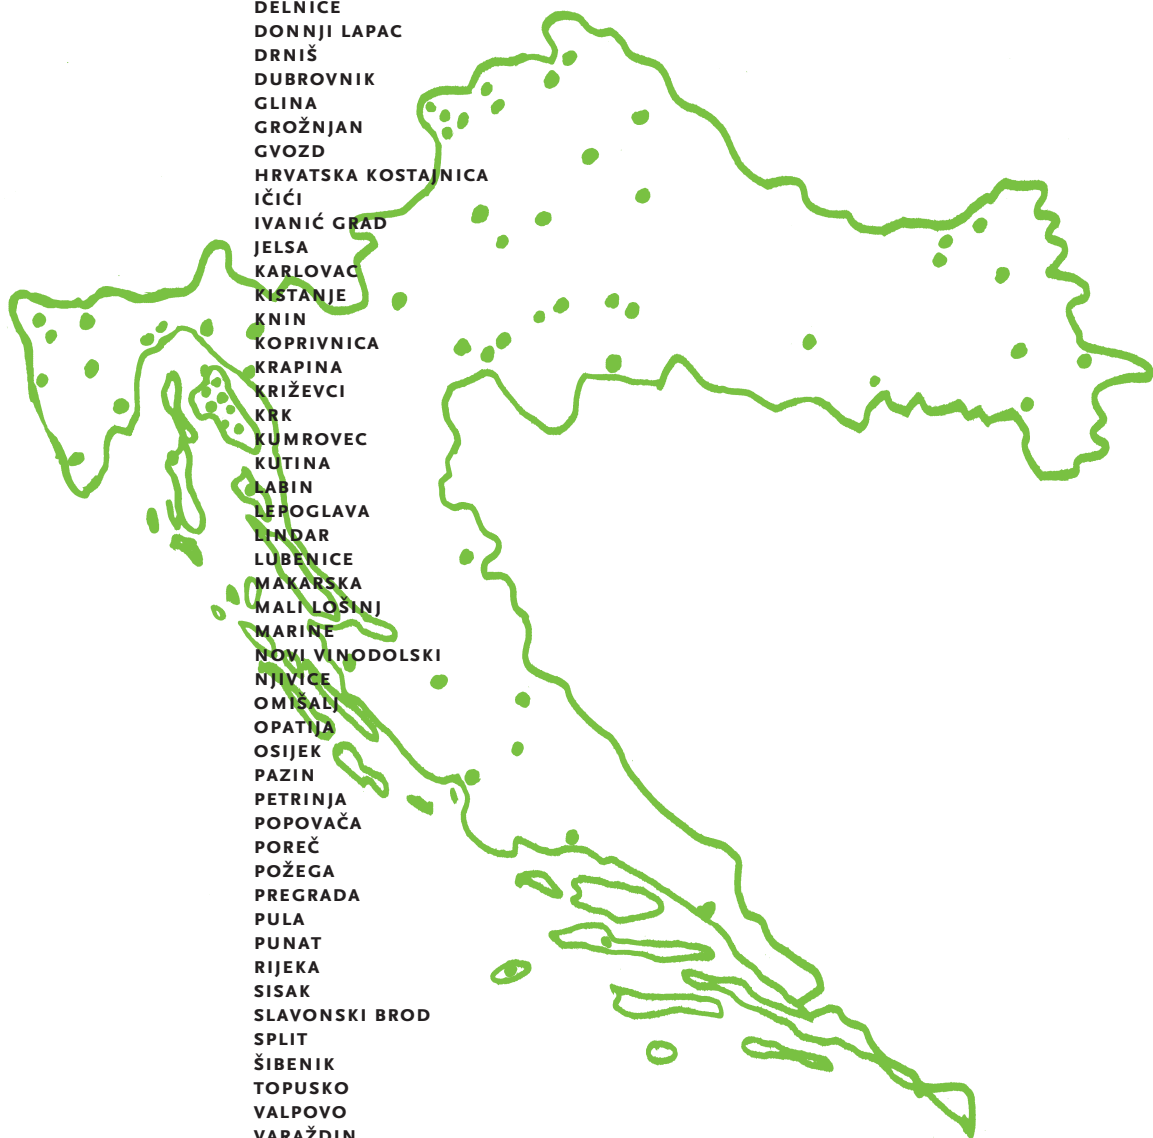 DELNICE
DONNJI LAPAC
DRNIŠ
DUBROVNIK
GLINA
GROŽNJAN
GVOZD
HRVATSKA KOSTAJNICA
IČIĆI
IVANIĆ GRAD
JELSA
KARLOVAC
KISTANJE
KNIN
KOPRIVNICA
KRAPINA
KRIŽEVCI
KRK
KUMROVEC
KUTINA
LABIN
LEPOGLAVA
LINDAR
LUBENICE
MAKARSKA
MALI LOŠINJ
MARINE
NOVI VINODOLSKI
NJIVICE
OMIŠALJ
OPATIJA
OSIJEK
PAZIN
PETRINJA
POPOVAČA
POREČ
POŽEGA
PREGRADA
PULA
PUNAT
RIJEKA
SISAK
SLAVONSKI BROD
SPLIT
ŠIBENIK
TOPUSKO
VALPOVO
VARAŽDIN